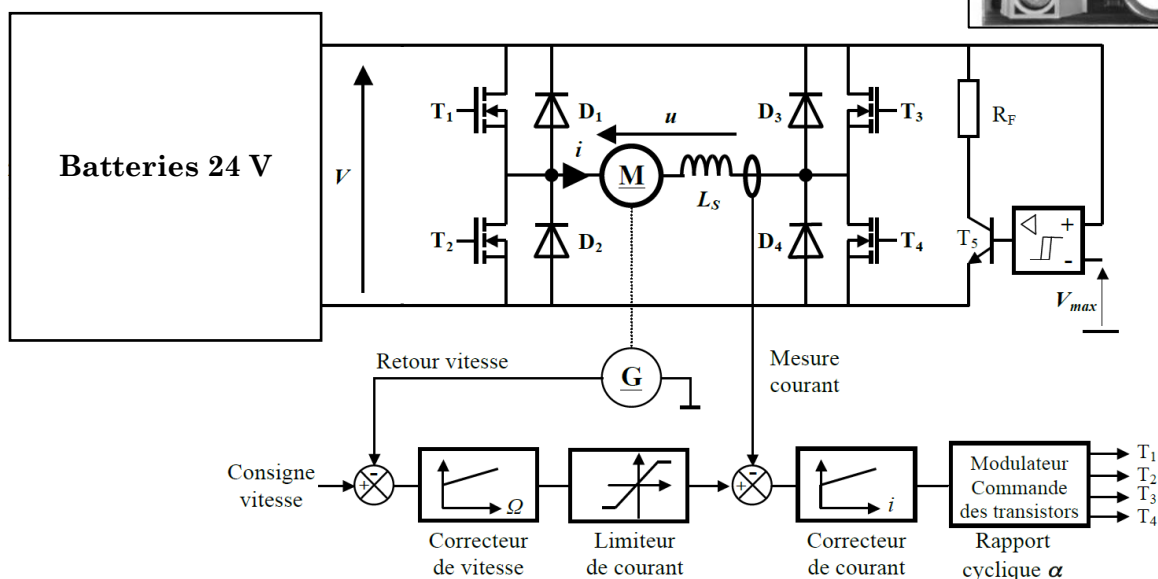 Batteries 24 V
V
T1
D1
u
D3
T3
RF
i
M
LS
T2
D2
D4
T4
T5
+
-
Vmax
Retour vitesse
G
Mesure
courant
Consigne
vitesse
-
+
Ω
Correcteur
de vitesse
Limiteur
de courant
-
+
i
Correcteur
de courant
Modulateur
Commande
des transistors
Rapport
cyclique α
T1
T2
T3
T4